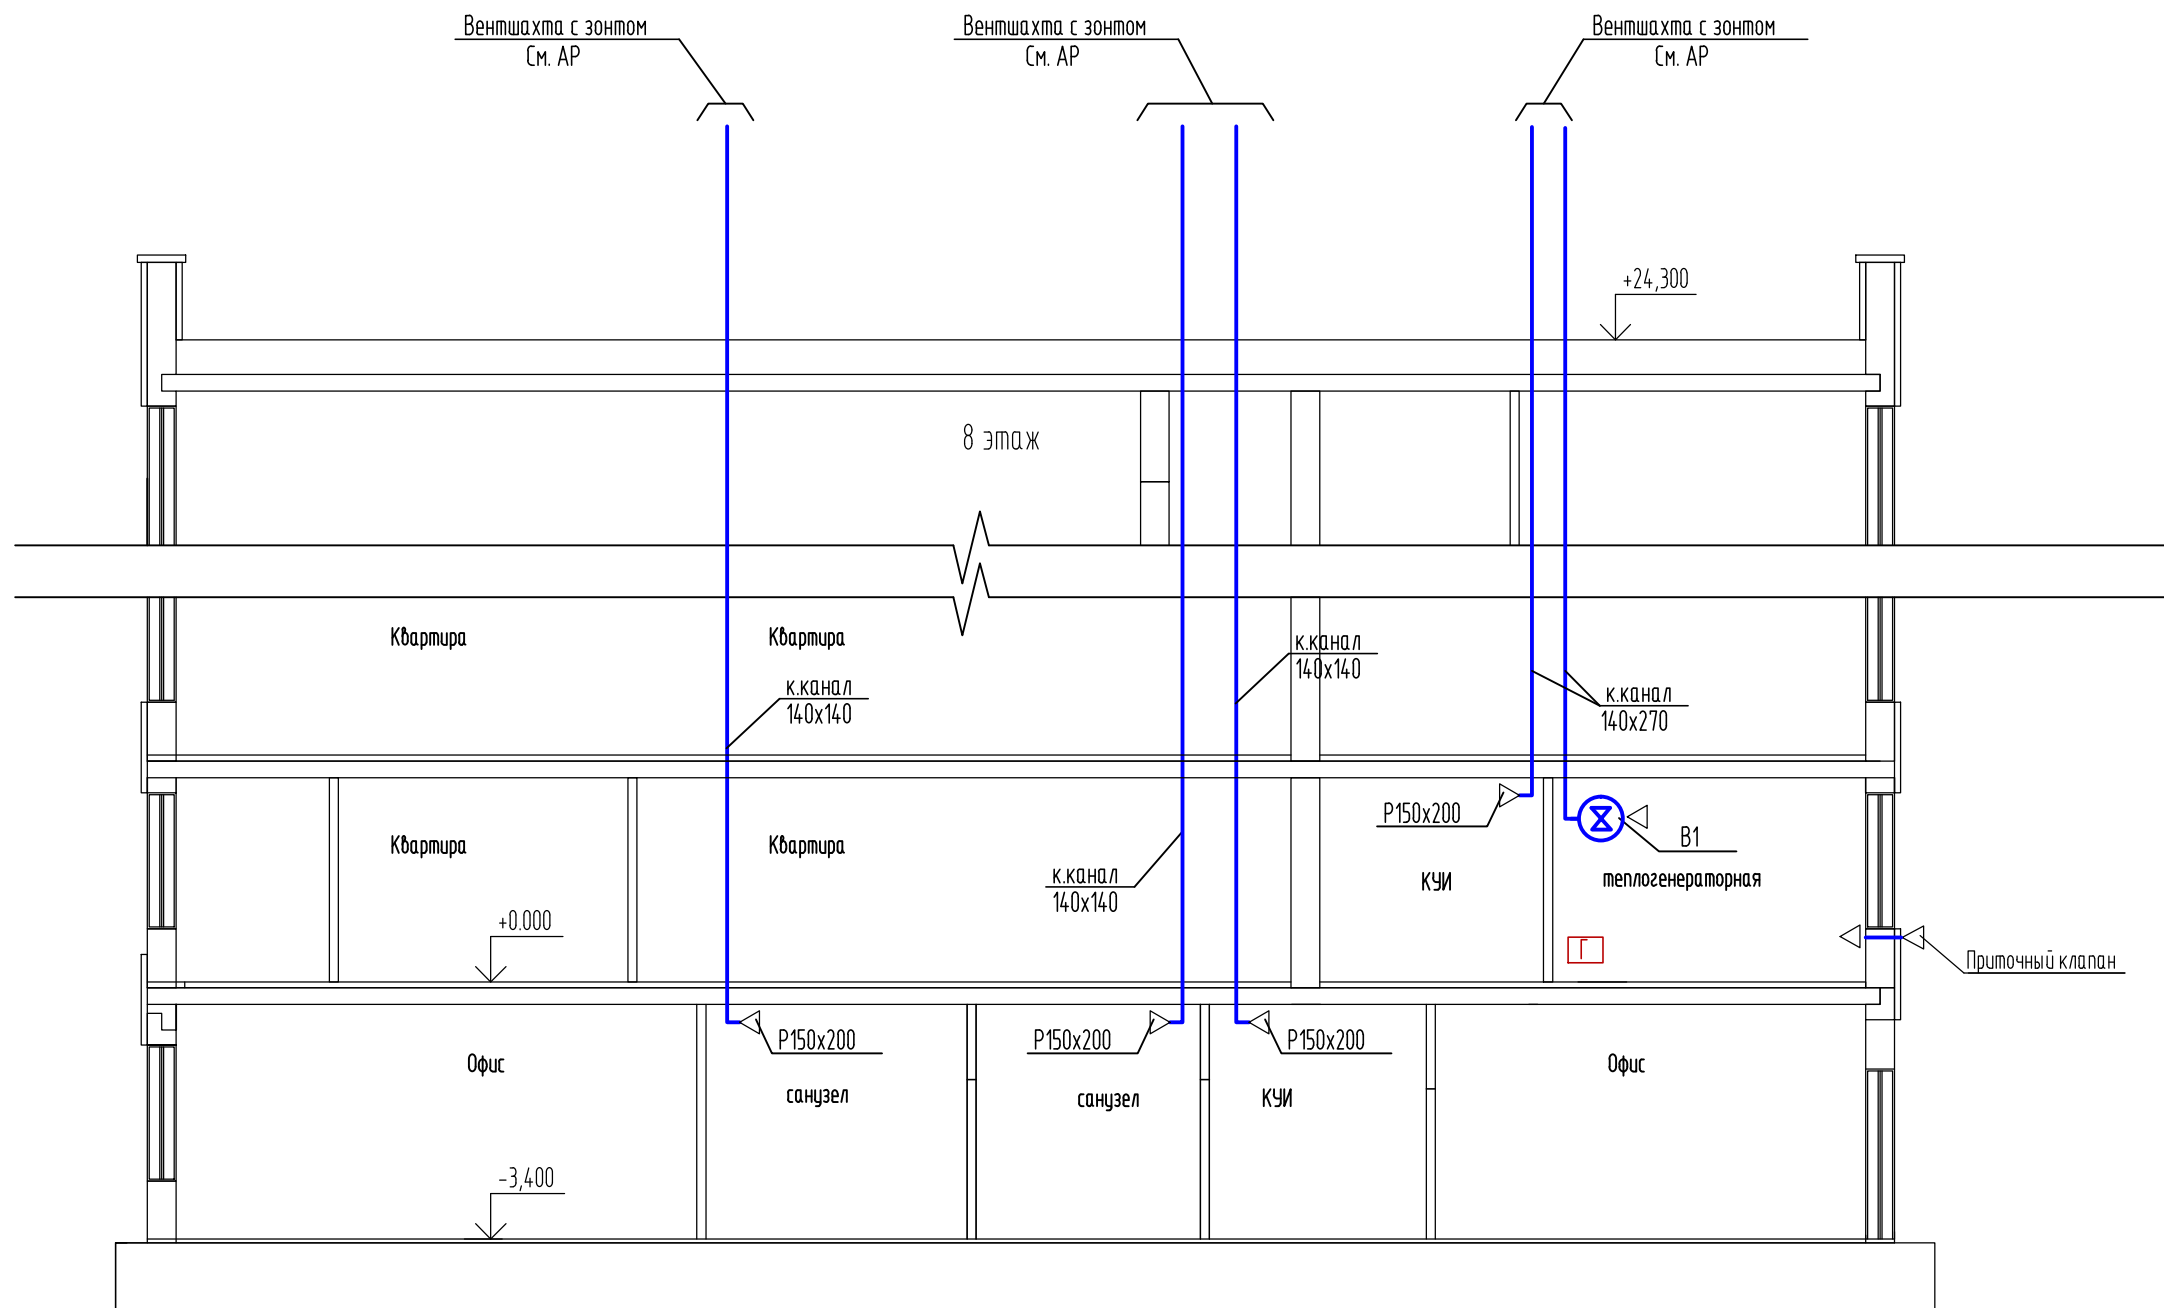 Вентшахта с зонтом
См. АР
Вентшахта с зонтом
См. АР
Вентшахта с зонтом
См. АР
+24,300
8 этаж
Квартира
Квартира
к.канал
140х140
к.канал
140х140
к.канал
140х270
Р150х200
В1
Квартира
Квартира
к.канал
140х140
КУИ
теплогенераторная
+0.000
Г
Приточный клапан
Р150х200
Р150х200
Р150х200
Офис
санузел
санузел
КУИ
Офис
-3,400